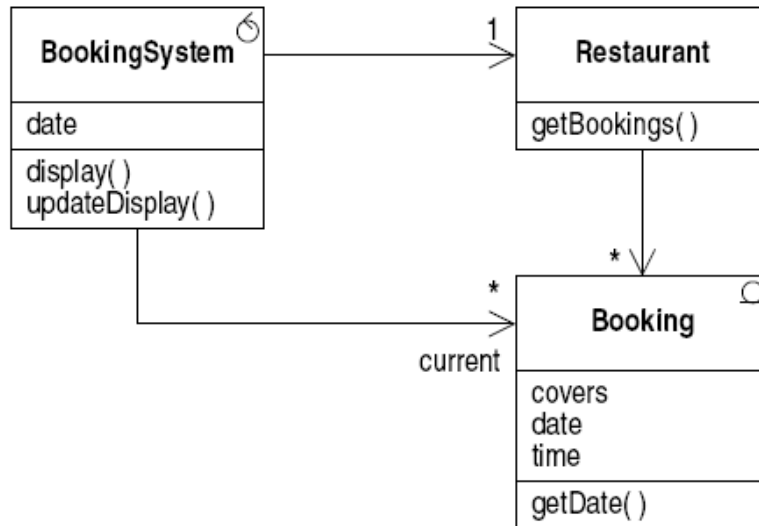 BookingSystem
date
display( )
updateDisplay( )
1
Restaurant
getBookings( )
*
*
current
Booking
covers
date
time
getDate( )